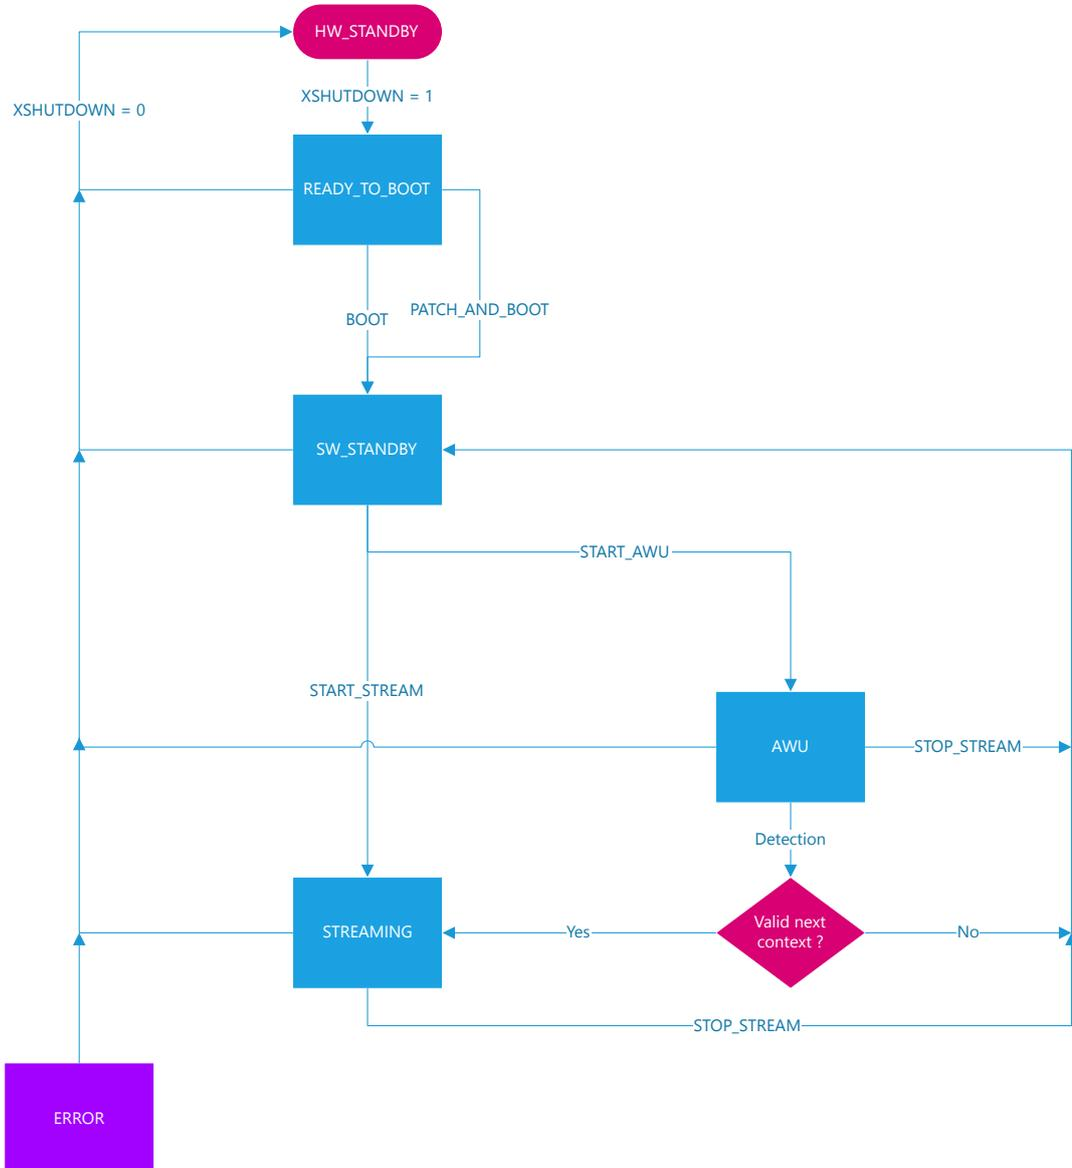 HW_STANDBY
XSHUTDOWN = 1
XSHUTDOWN = 0
READY_TO_BOOT
PATCH_AND_BOOT
BOOT
SW_STANDBY
START_AWU
START_STREAM
AWU
STOP_STREAM
Detection
STREAMING
Yes
Valid next
context ?
No
STOP_STREAM
ERROR